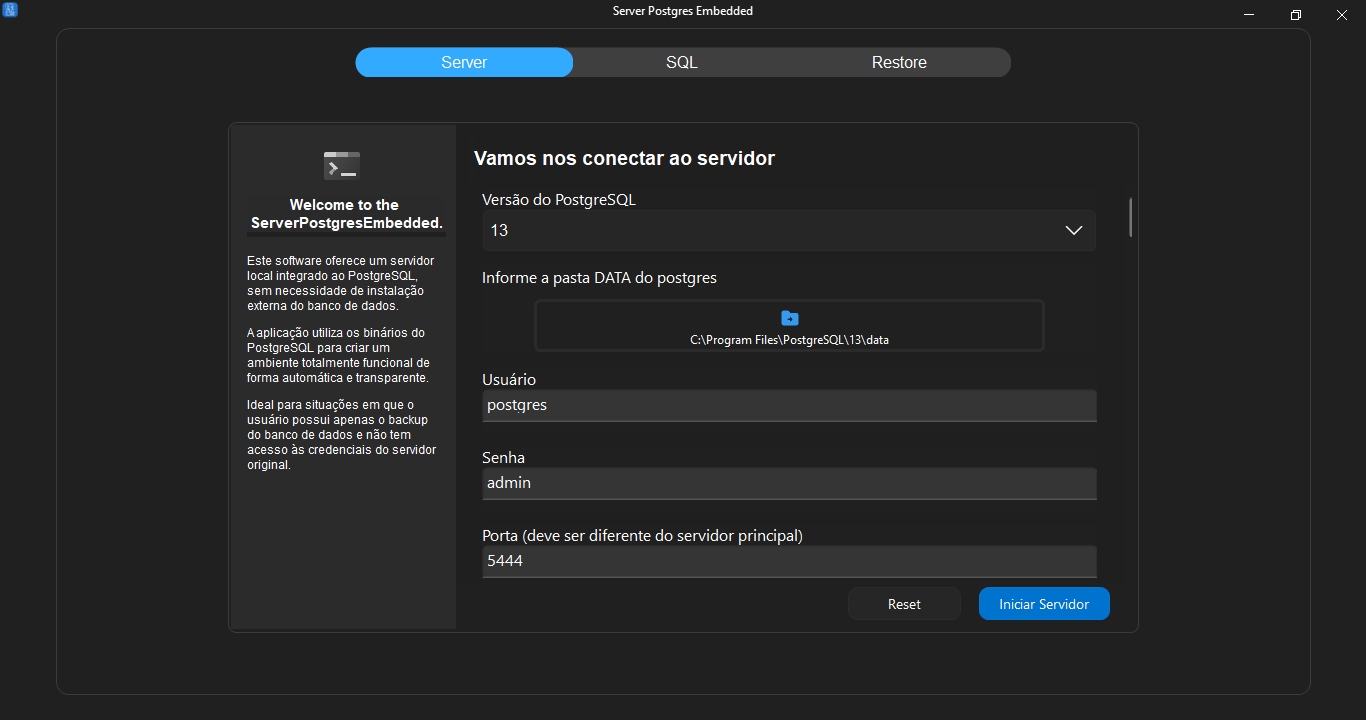 Server Postgres Embedded
Server
SQL
Restore
Welcome to the
ServerPostgresEmbedded.
Este software oferece um servidor
local integrado ao PostgreSQL,
sem necessidade de instalação
externa do banco de dados.
A aplicação utiliza os binários do
PostgreSQL para criar um
ambiente totalmente funcional de
forma automática e transparente.
Ideal para situações em que o
usuário possui apenas o backup
do banco de dados e não tem
acesso às credenciais do servidor
original.
Vamos nos conectar ao servidor
Versão do PostgreSQL
13
Informe a pasta DATA do postgres
C:\Program Files\PostgreSQL\13\data
Usuário
postgres
Senha
admin
Porta (deve ser diferente do servidor principal)
5444
Reset
Iniciar Servidor